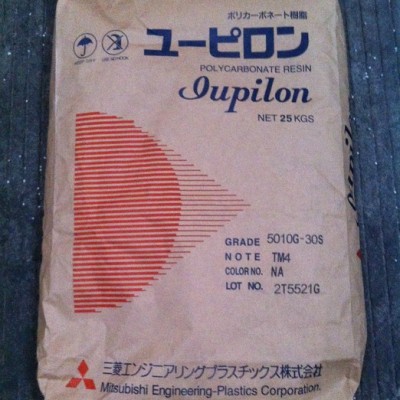 ポリカーボネート樹脂
ユーピロン
POLYCARBONATE RESIN
Iupilon
NET 25 KGS
GRADE 5010G-30S
NOTE TM4
COLOR NO. NA
LOT NO. 2T5521G
三菱エンジニアリングプラスチックス株式会社
Mitsubishi Engineering-Plastics Corporation.